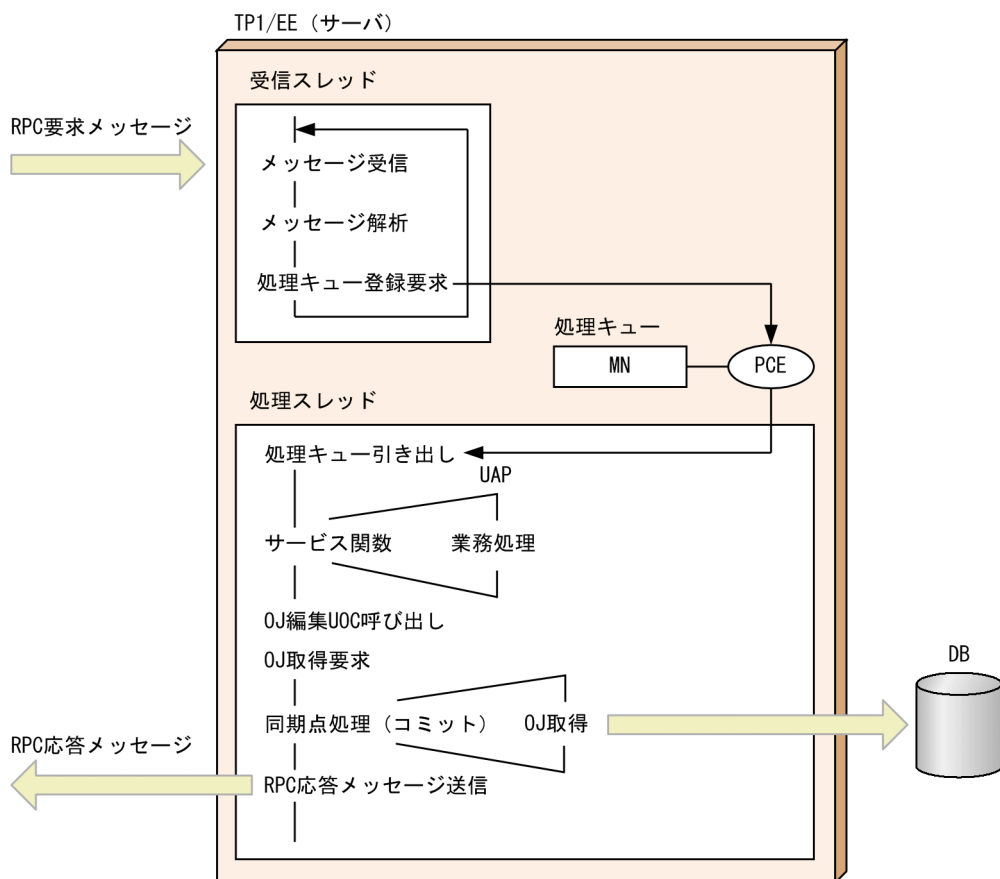 TP1/EE（サーバ）
受信スレッド
RPC要求メッセージ
メッセージ受信
メッセージ解析
処理キュー登録要求
処理キュー
MN
PCE
処理スレッド
処理キュー引き出し
UAP
サービス関数
業務処理
OJ編集UOC呼び出し
OJ取得要求
DB
同期点処理（コミット）
OJ取得
RPC応答メッセージ
RPC応答メッセージ送信